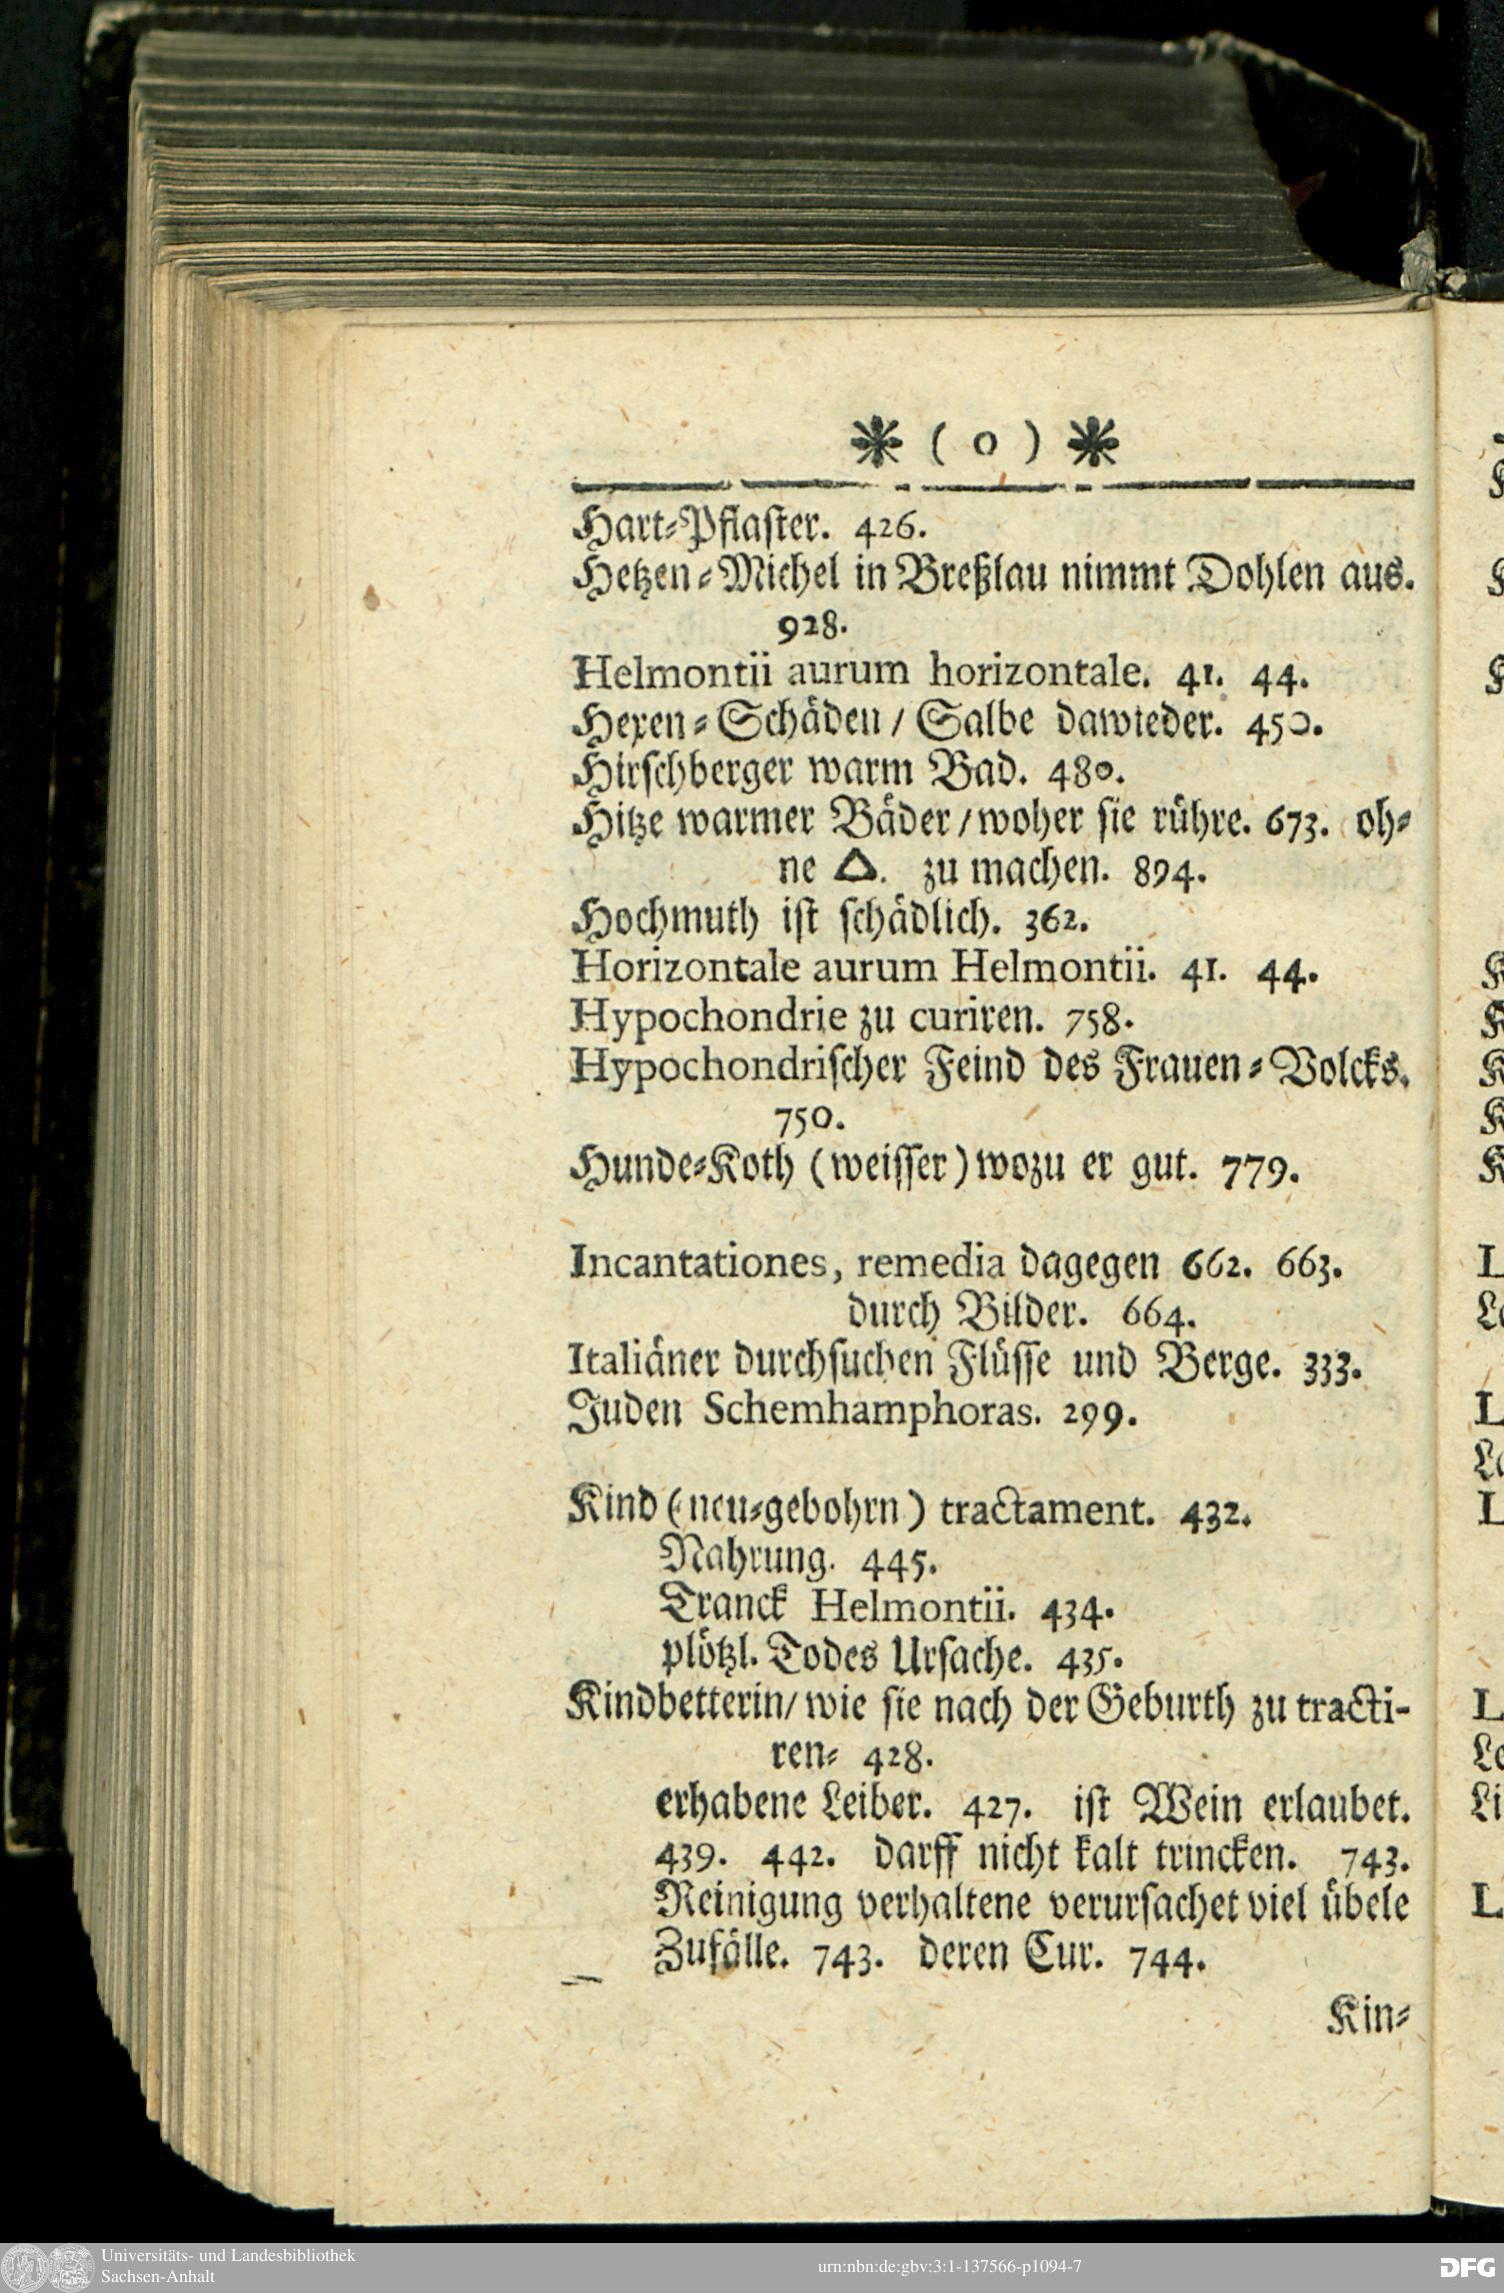 * ( o ) *
Hart-Pflaſter. 426.
Hetzen-Michel in Breßlau nimmt Dohlen aus.
928.
Helmontii aurum horizontale. 41. 44.
Hexen-Schäden/ Salbe dawieder. 450.
Hirſchberger warm Bad. 480.
Hitze warmer Bäder/ woher ſie rühre. 673. oh-
ne 🜂. zu machen. 894.
Hochmuth iſt ſchädlich. 362.
Horizontale aurum Helmontii. 41. 44.
Hypochondrie zu curiren. 758.
Hypochondriſcher Feind des Frauen-Volcks.
750.
Hunde-Koth (weiſſer) wozu er gut. 779.
Incantationes, remedia dagegen 662. 663.
durch Bilder. 664.
Italiäner durchſuchen Flüſſe und Berge. 333.
Juden Schemhamphoras. 299.
Kind (neu-gebohrn) tractament. 432.
Nahrung. 445.
Tranck Helmontii. 434.
plötzl. Todes Urſache. 435.
Kindbetterin/ wie ſie nach der Geburth zu tracti-
ren- 428.
erhabene Leiber. 427. iſt Wein erlaubet.
439. 442. darff nicht kalt trincken. 743.
Reinigung verhaltene verurſachet viel übele
Zufälle. 743. deren Cur. 744.
Kin-
Universitäts- und Landesbibliothek
Sachsen-Anhalt
urn:nbn:de:gbv:3:1-137566-p1094-7
DFG